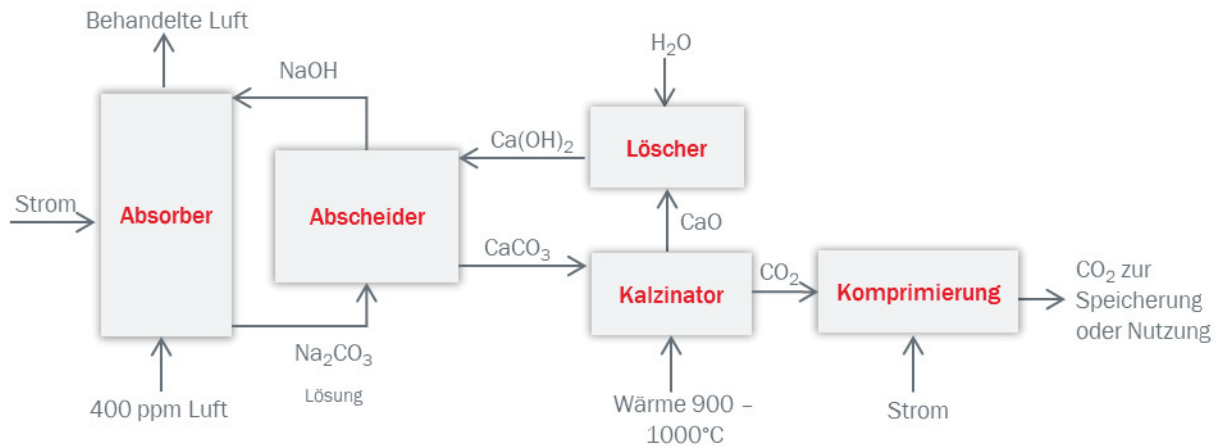 Behandelte Luft
H₂O
NaOH
Ca(OH)₂
Löscher
Strom
Absorber
Abscheider
CaO
CaCO₃
CO₂
Kalzinator
Komprimierung
CO₂ zur
Speicherung
oder Nutzung
Na₂CO₃
Lösung
400 ppm Luft
Wärme 900 –
1000°C
Strom